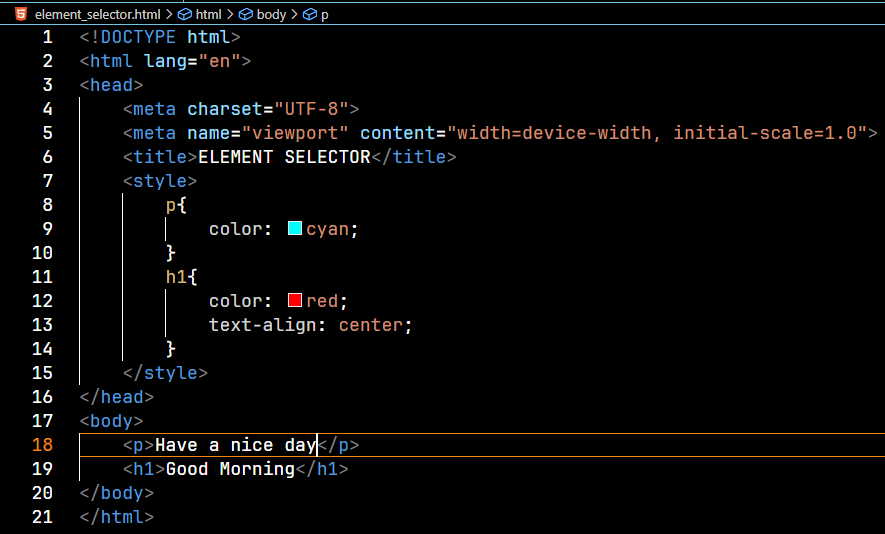 element_selector.html > html > body > p
1 <!DOCTYPE html>
2 <html lang="en">
3 <head>
4     <meta charset="UTF-8">
5     <meta name="viewport" content="width=device-width, initial-scale=1.0">
6     <title>ELEMENT SELECTOR</title>
7     <style>
8         p{
9             color: cyan;
10         }
11         h1{
12             color: red;
13             text-align: center;
14         }
15     </style>
16 </head>
17 <body>
18     <p>Have a nice day</p>
19     <h1>Good Morning</h1>
20 </body>
21 </html>